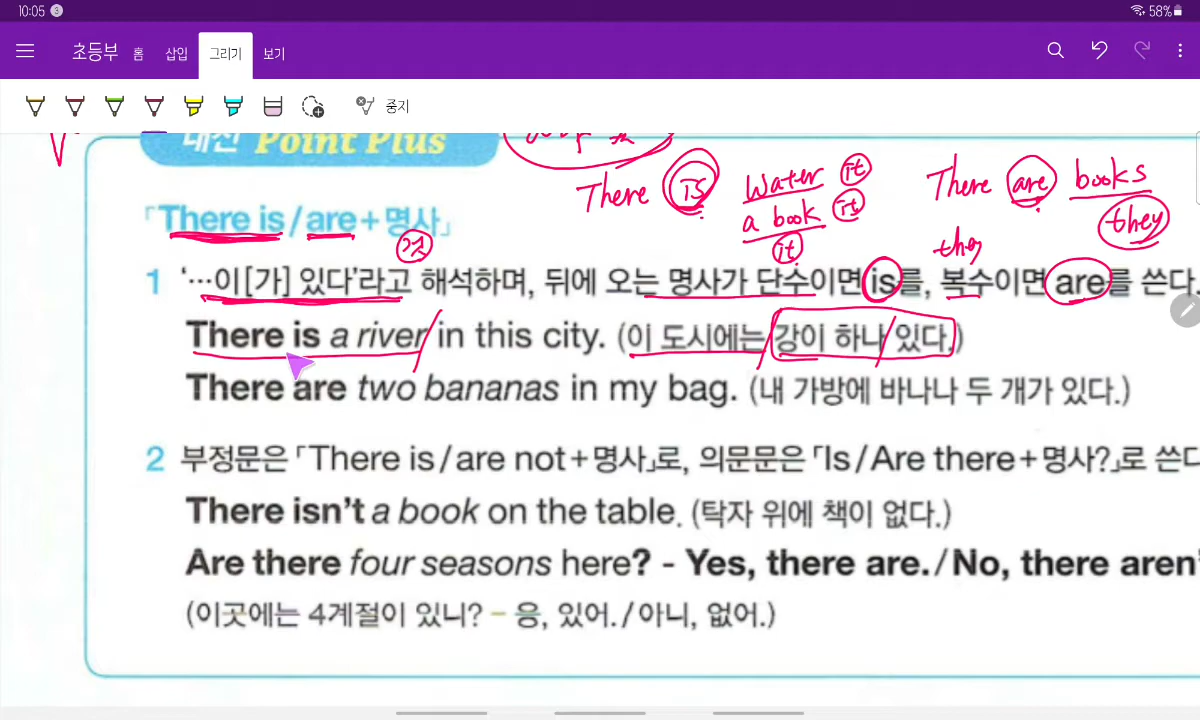 10:05 3 58%
초등부 홈 삽입 그리기 보기
중지
대신 Point Plus
There is water it There are books
a book it they
it
「There is / are + 명사」
것 they
1 '…이[가] 있다'라고 해석하며, 뒤에 오는 명사가 단수이면 is를, 복수이면 are를 쓴다.
There is a river in this city. (이 도시에는 강이 하나 있다.)
There are two bananas in my bag. (내 가방에 바나나 두 개가 있다.)
2 부정문은 「There is / are not + 명사」로, 의문문은 「Is / Are there + 명사?」로 쓴다
There isn't a book on the table. (탁자 위에 책이 없다.)
Are there four seasons here? - Yes, there are. / No, there aren'
(이곳에는 4계절이 있니? – 응, 있어. / 아니, 없어.)